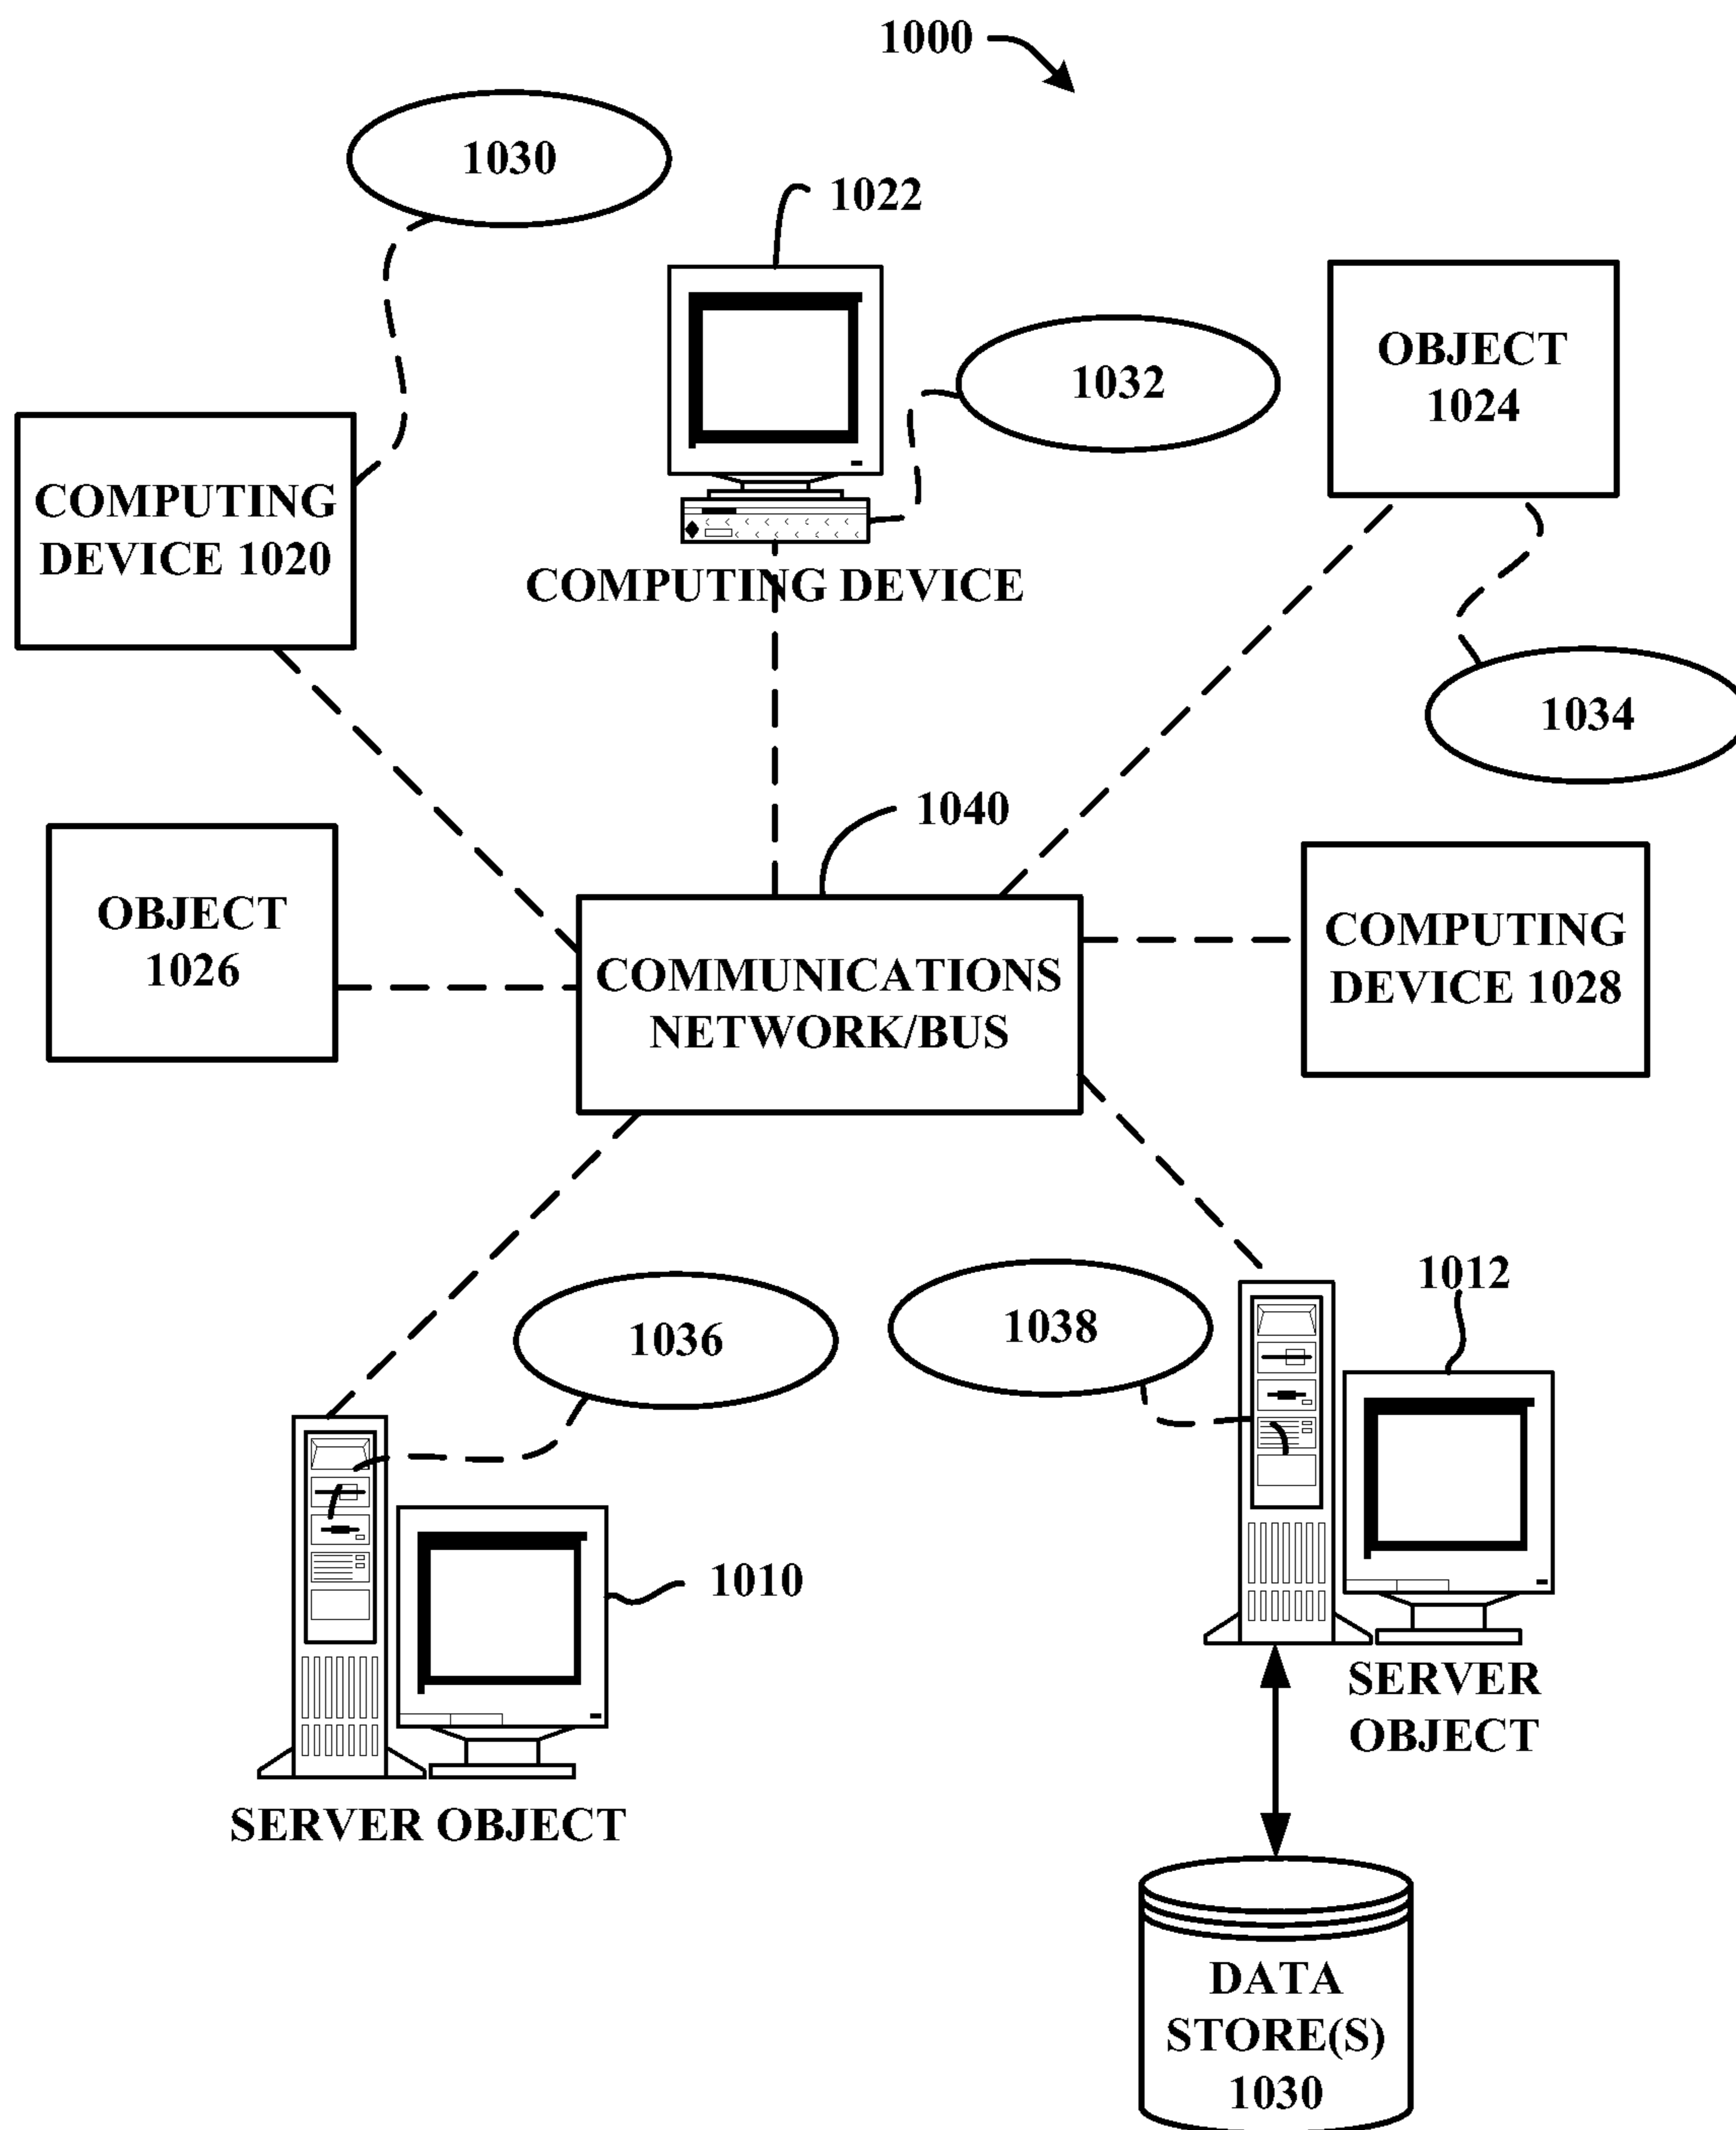 1000
1030
1022
1032
OBJECT
1024
COMPUTING
DEVICE 1020
COMPUTING DEVICE
1034
1040
OBJECT
1026
COMMUNICATIONS
NETWORK/BUS
COMPUTING
DEVICE 1028
1036
1038
1012
1010
SERVER OBJECT
SERVER
OBJECT
DATA
STORE(S)
1030